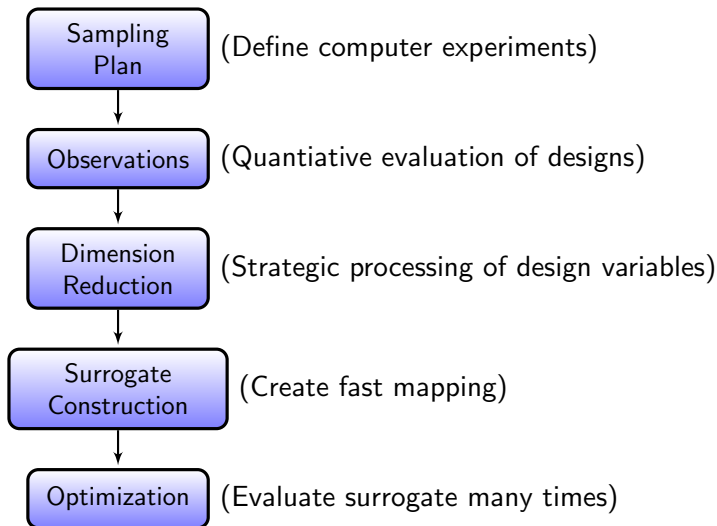 Sampling
Plan
(Define computer experiments)
Observations
(Quantiative evaluation of designs)
Dimension
Reduction
(Strategic processing of design variables)
Surrogate
Construction
(Create fast mapping)
Optimization
(Evaluate surrogate many times)